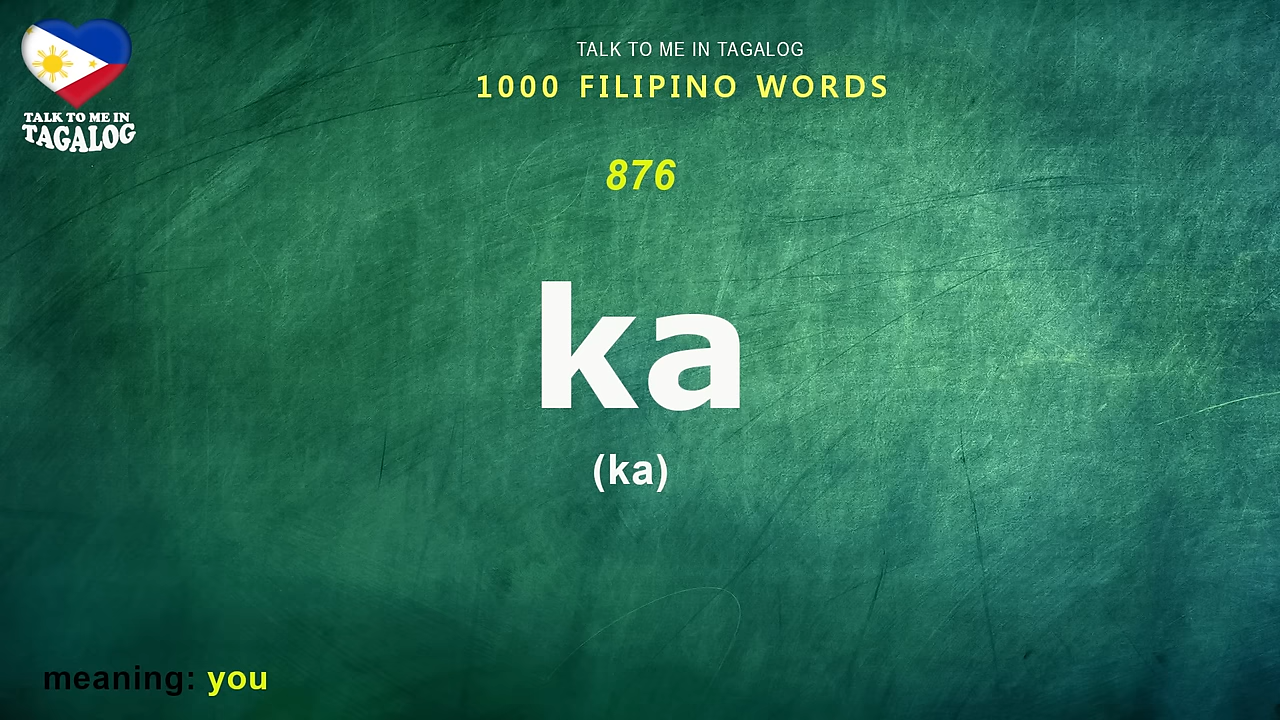 TALK TO ME IN
TAGALOG
TALK TO ME IN TAGALOG
1000 FILIPINO WORDS
876
ka
(ka)
meaning: you